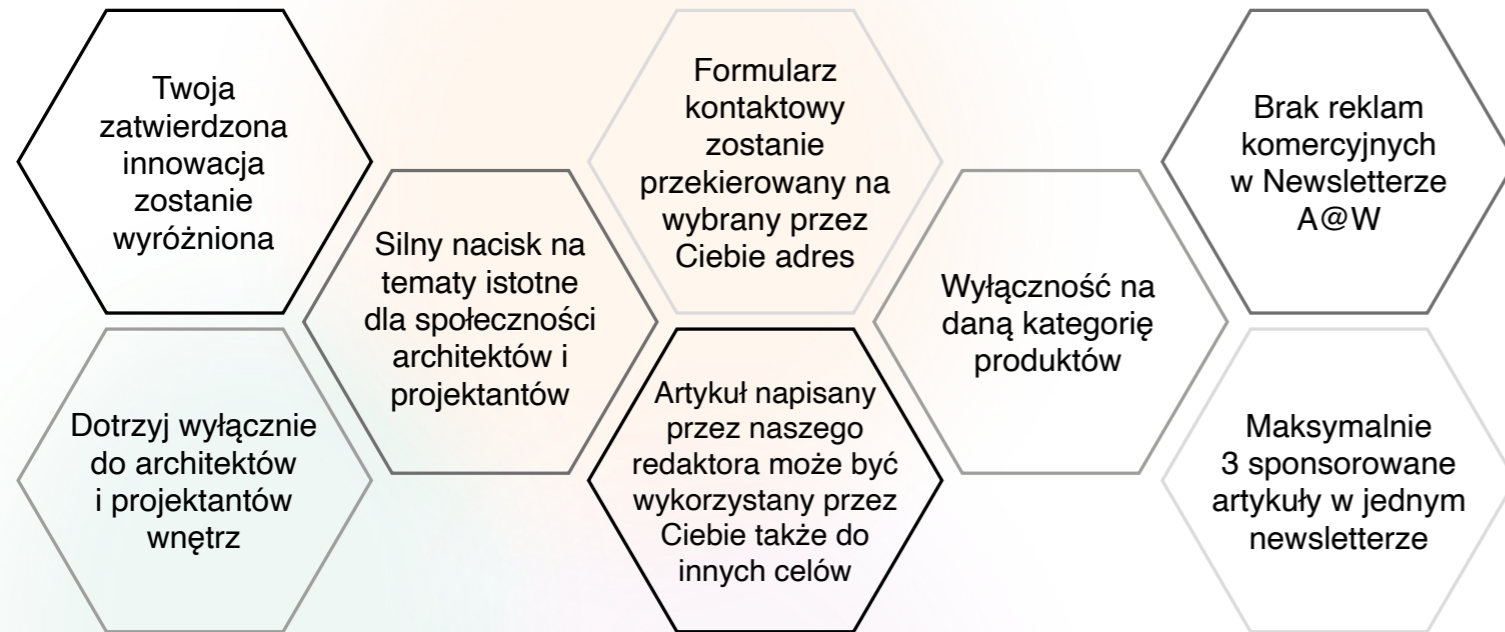 Twoja
zatwierdzona
innowacja
zostanie
wyróżniona
Dotrzyj wyłącznie
do architektów
i projektantów
wnętrz
Silny nacisk na
tematy istotne
dla społeczności
architektów i
projektantów
Formularz
kontaktowy
zostanie
przekierowany na
wybrany przez
Ciebie adres
Artykuł napisany
przez naszego
redaktora może być
wykorzystany przez
Ciebie także do
innych celów
Wyłączność na
daną kategorię
produktów
Brak reklam
komercyjnych
w Newsletterze
A@W
Maksymalnie
3 sponsorowane
artykuły w jednym
newsletterze